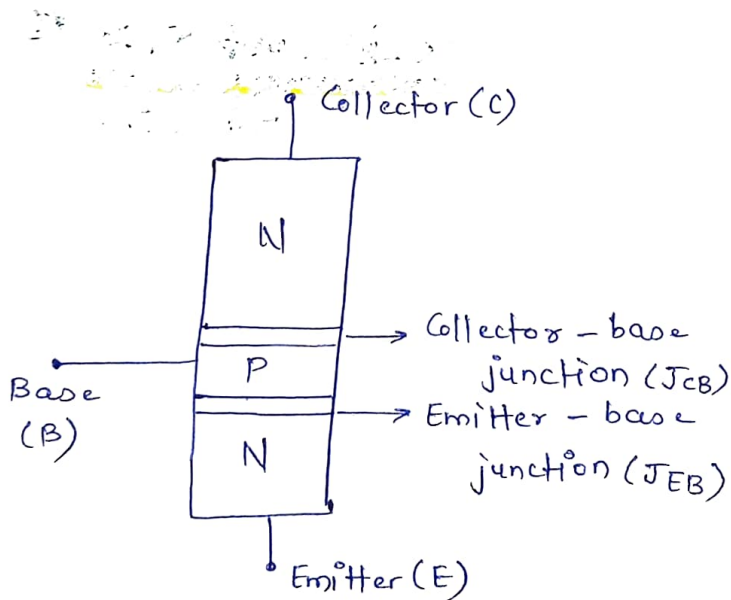 Collector (C)
N
Collector - base
junction (JCB)
P
Base
(B)
Emitter - base
junction (JEB)
N
Emitter (E)